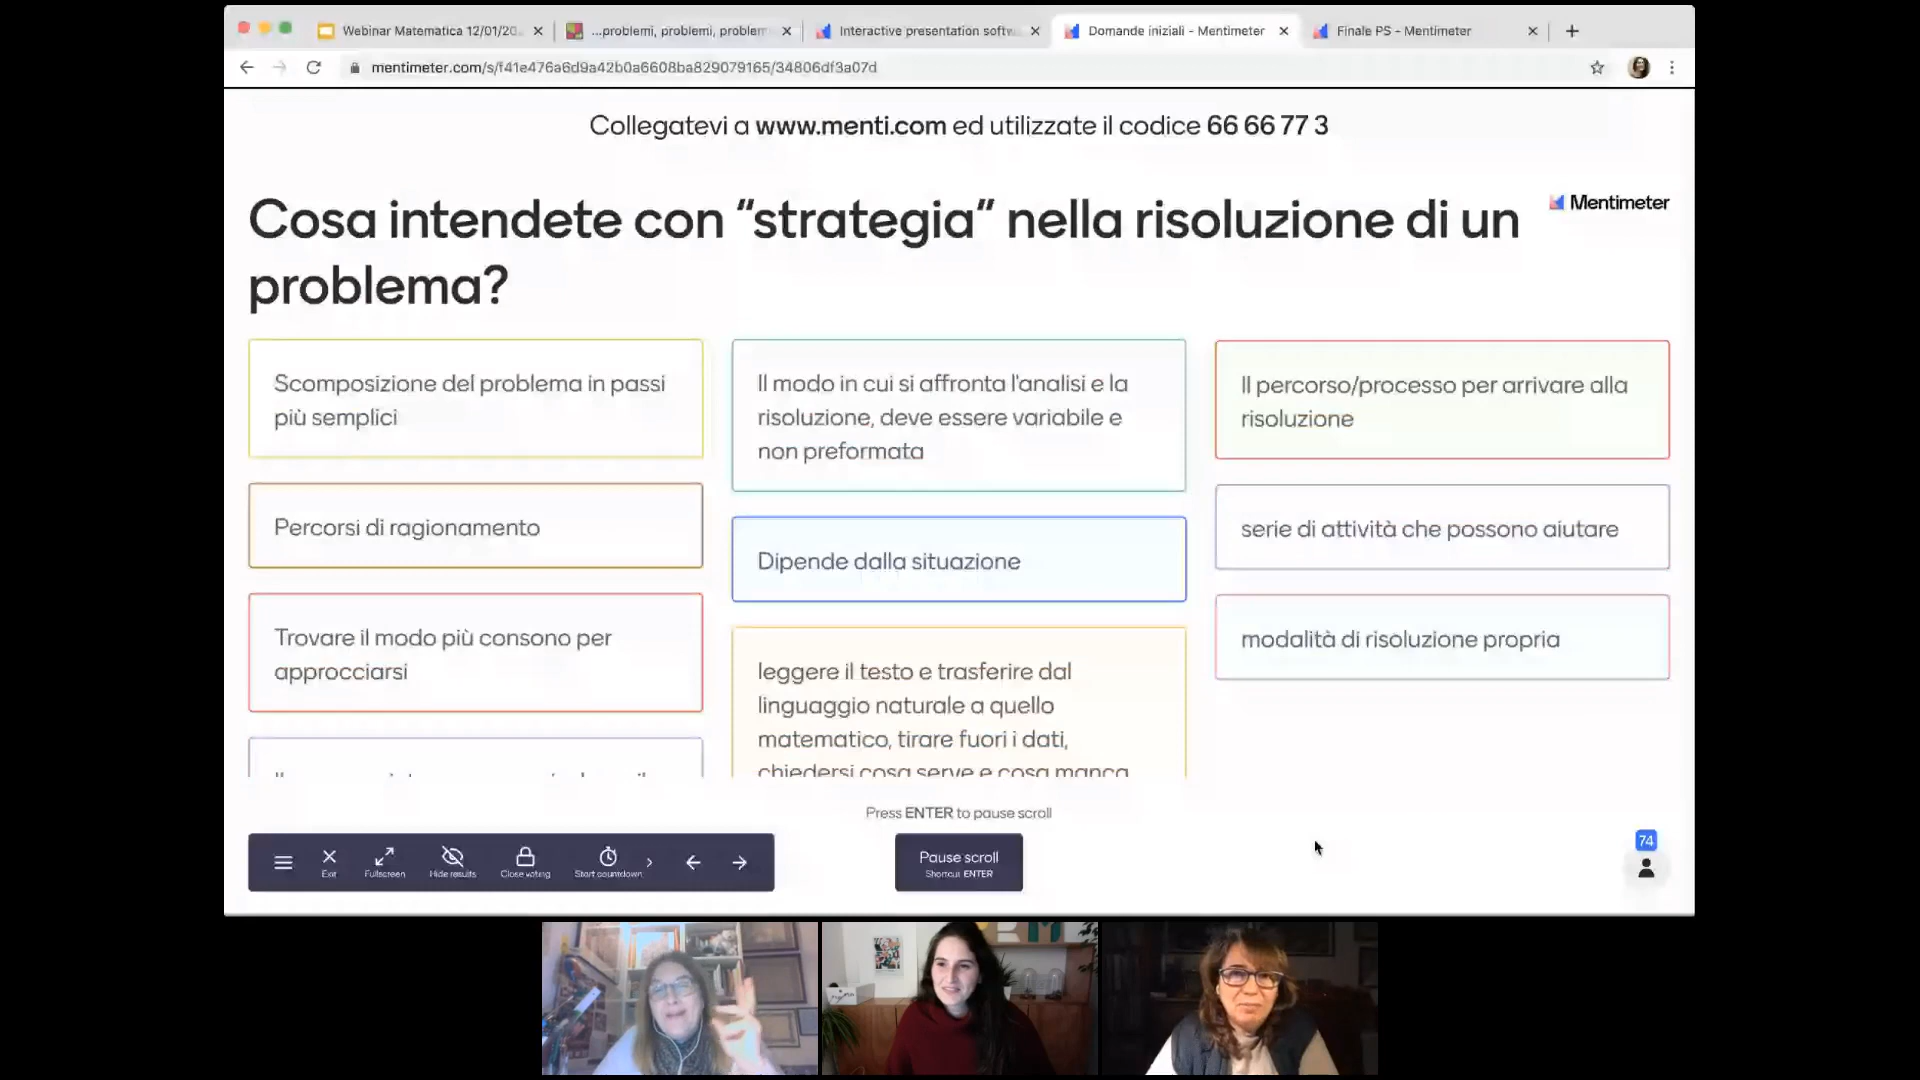 Webinar Matematica 12/01/20
...problemi, problemi, problem
Interactive presentation softw
Domande iniziali - Mentimeter
Finale PS - Mentimeter
mentimeter.com/s/f41e476a6d9a42b0a6608ba829079165/34806df3a07d
Collegatevi a www.menti.com ed utilizzate il codice 66 66 77 3
Cosa intendete con “strategia” nella risoluzione di un
problema?
Mentimeter
Scomposizione del problema in passi
più semplici
Percorsi di ragionamento
Trovare il modo più consono per
approcciarsi
Il modo in cui si affronta l'analisi e la
risoluzione, deve essere variabile e
non preformata
Dipende dalla situazione
leggere il testo e trasferire dal
linguaggio naturale a quello
matematico, tirare fuori i dati,
chiedersi cosa serve e cosa manca
Il percorso/processo per arrivare alla
risoluzione
serie di attività che possono aiutare
modalità di risoluzione propria
Press ENTER to pause scroll
Exit
Fullscreen
Hide results
Close voting
Start countdown
Pause scroll
Shortcut ENTER
74